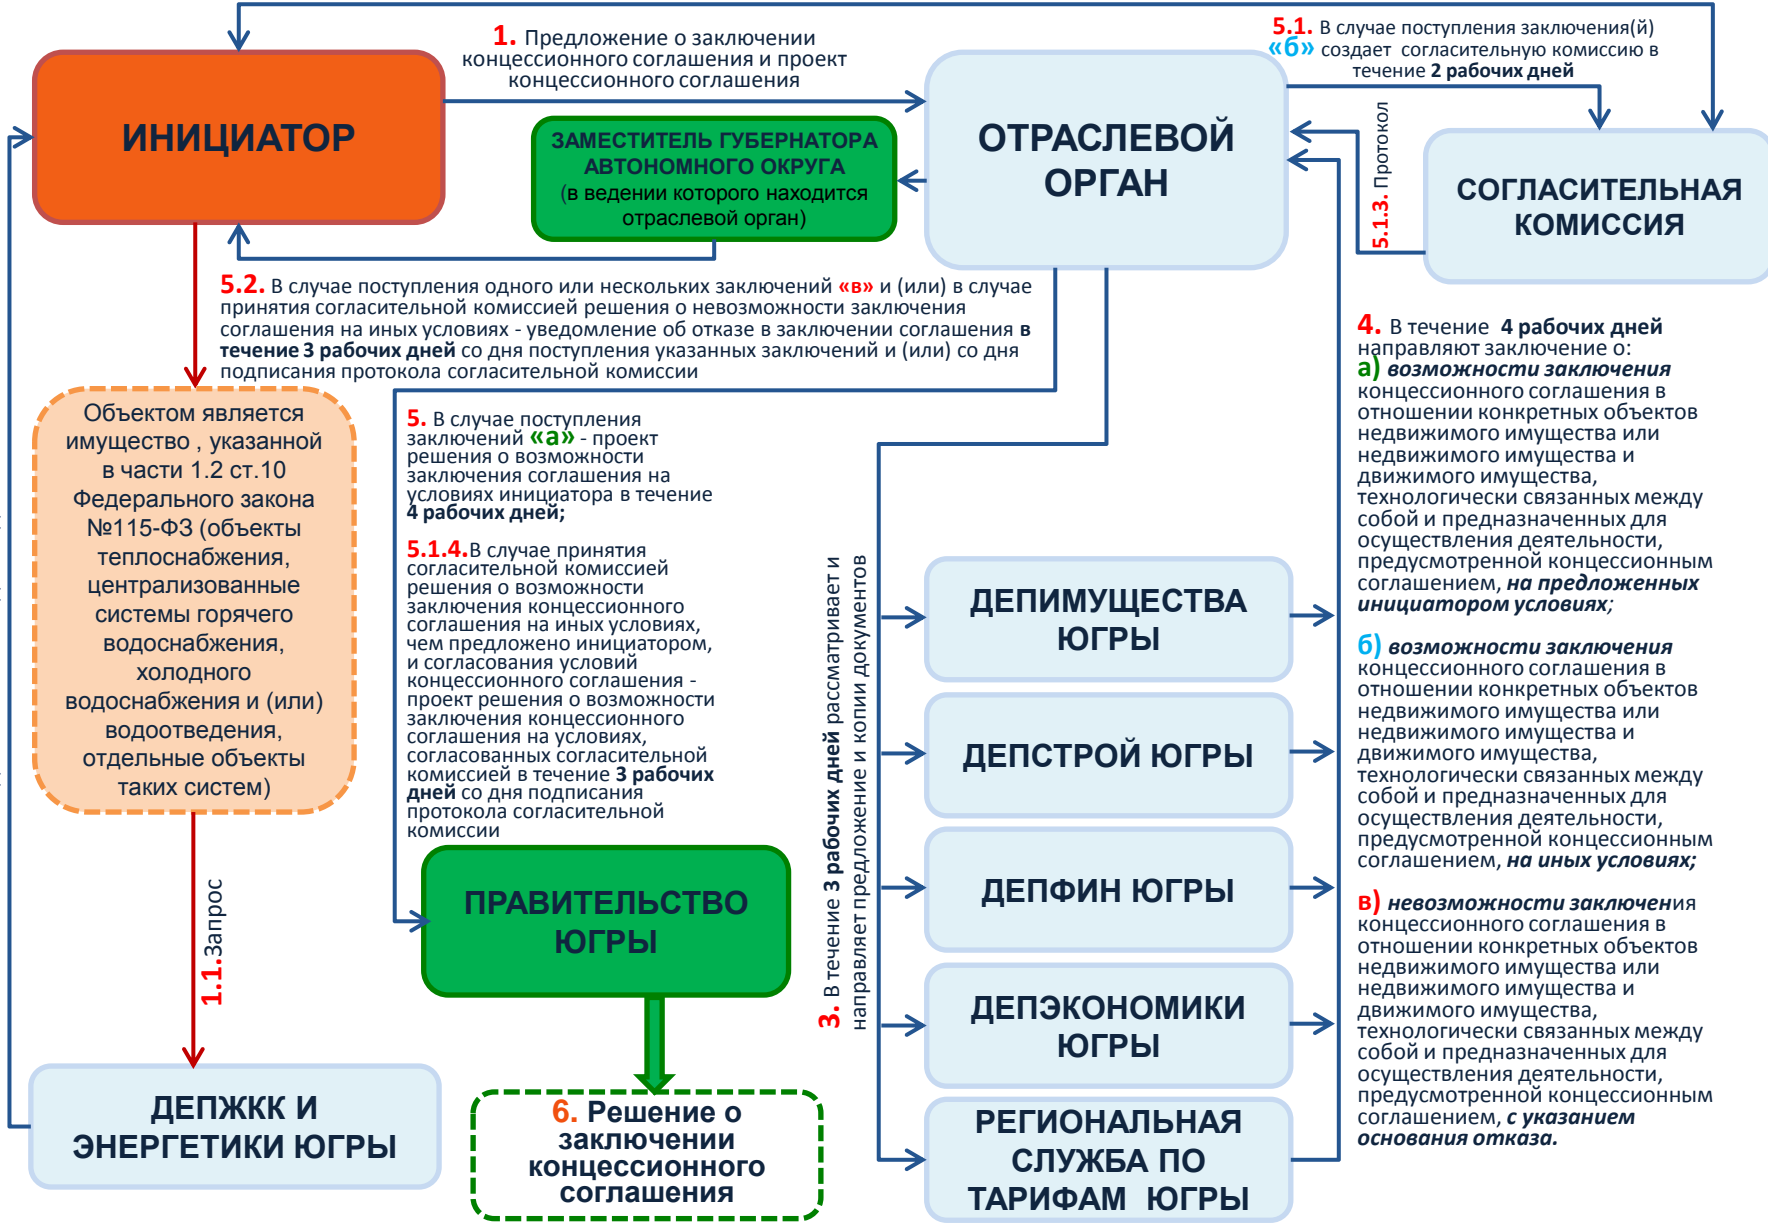 1. Предложение о заключении
концессионного соглашения и проект
концессионного соглашения
5.1. В случае поступления заключения(й)
«б» создает согласительную комиссию в
течение 2 рабочих дней
ИНИЦИАТОР
ЗАМЕСТИТЕЛЬ ГУБЕРНАТОРА
АВТОНОМНОГО ОКРУГА
(в ведении которого находится
отраслевой орган)
ОТРАСЛЕВОЙ
ОРГАН
5.1.3. Протокол
СОГЛАСИТЕЛЬНАЯ
КОМИССИЯ
5.2. В случае поступления одного или нескольких заключений «в» и (или) в случае
принятия согласительной комиссией решения о невозможности заключения
соглашения на иных условиях - уведомление об отказе в заключении соглашения в
течение 3 рабочих дней со дня поступления указанных заключений и (или) со дня
подписания протокола согласительной комиссии
Объектом является
имущество , указанной
в части 1.2 ст.10
Федерального закона
№115-ФЗ (объекты
теплоснабжения,
централизованные
системы горячего
водоснабжения,
холодного
водоснабжения и (или)
водоотведения,
отдельные объекты
таких систем)
1.1.Запрос
ДЕПЖКК И
ЭНЕРГЕТИКИ ЮГРЫ
5. В случае поступления
заключений «а» - проект
решения о возможности
заключения соглашения на
условиях инициатора в течение
4 рабочих дней;
5.1.4.В случае принятия
согласительной комиссией
решения о возможности
заключения концессионного
соглашения на иных условиях,
чем предложено инициатором,
и согласования условий
концессионного соглашения -
проект решения о возможности
заключения концессионного
соглашения на условиях,
согласованных согласительной
комиссией в течение 3 рабочих
дней со дня подписания
протокола согласительной
комиссии
ПРАВИТЕЛЬСТВО
ЮГРЫ
6. Решение о
заключении
концессионного
соглашения
3. В течение 3 рабочих дней рассматривает и
направляет предложение и копии документов
ДЕПИМУЩЕСТВА
ЮГРЫ
ДЕПСТРОЙ ЮГРЫ
ДЕПФИН ЮГРЫ
ДЕПЭКОНОМИКИ
ЮГРЫ
РЕГИОНАЛЬНАЯ
СЛУЖБА ПО
ТАРИФАМ ЮГРЫ
4. В течение 4 рабочих дней
направляют заключение о:
а) возможности заключения
концессионного соглашения в
отношении конкретных объектов
недвижимого имущества или
недвижимого имущества и
движимого имущества,
технологически связанных между
собой и предназначенных для
осуществления деятельности,
предусмотренной концессионным
соглашением, на предложенных
инициатором условиях;
б) возможности заключения
концессионного соглашения в
отношении конкретных объектов
недвижимого имущества или
недвижимого имущества и
движимого имущества,
технологически связанных между
собой и предназначенных для
осуществления деятельности,
предусмотренной концессионным
соглашением, на иных условиях;
в) невозможности заключения
концессионного соглашения в
отношении конкретных объектов
недвижимого имущества или
недвижимого имущества и
движимого имущества,
технологически связанных между
собой и предназначенных для
осуществления деятельности,
предусмотренной концессионным
соглашением, с указанием
основания отказа.